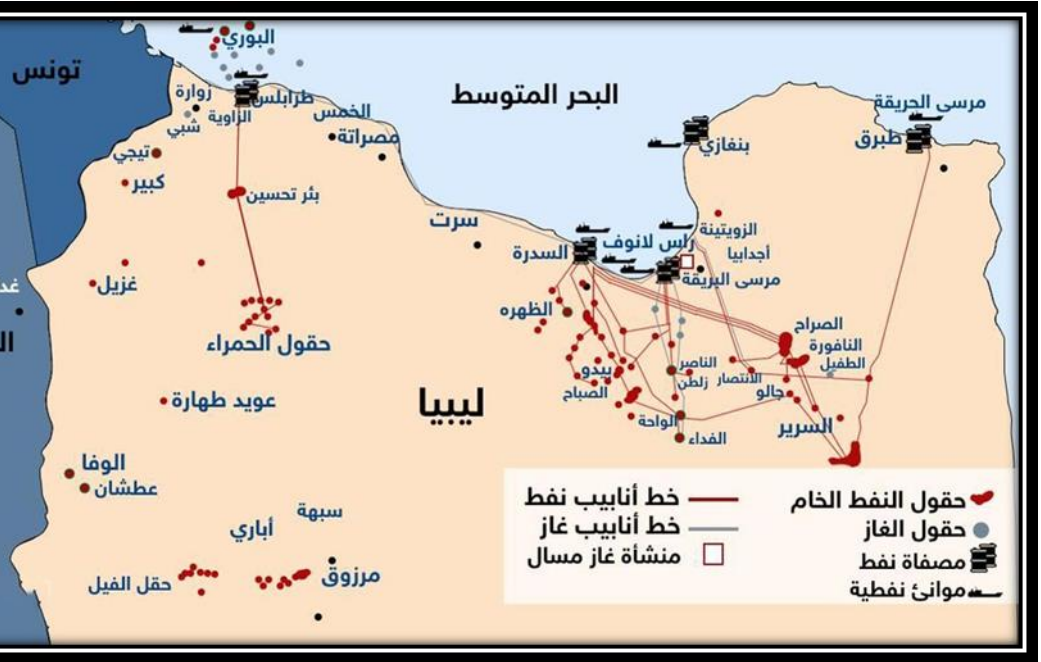 البوري
تونس
البحر المتوسط
مرسى الحريقة
طبرق
زوارة
طرابلس
الزاوية
الخمس
شبي
مصراتة
بنغازي
تيجي
كبير
بئر تحسين
سرت
الزويتينة
راس لانوف
السدرة
أجدابيا
مرسى البريقة
غزيل
غد
الظهره
الصراح
النافورة
الطفيل
ال
حقول الحمراء
الناصر
بيدو
زلطن
الانتصار
جالو
الصباح
عويد طهارة
ليبيا
الواحة
السرير
الفداء
الوفا
عطشان
سبهة
أباري
مرزوق
حقل الفيل
حقول النفط الخام
حقول الغاز
مصفاة نفط
موانئ نفطية
خط أنابيب نفط
خط أنابيب غاز
منشأة غاز مسال